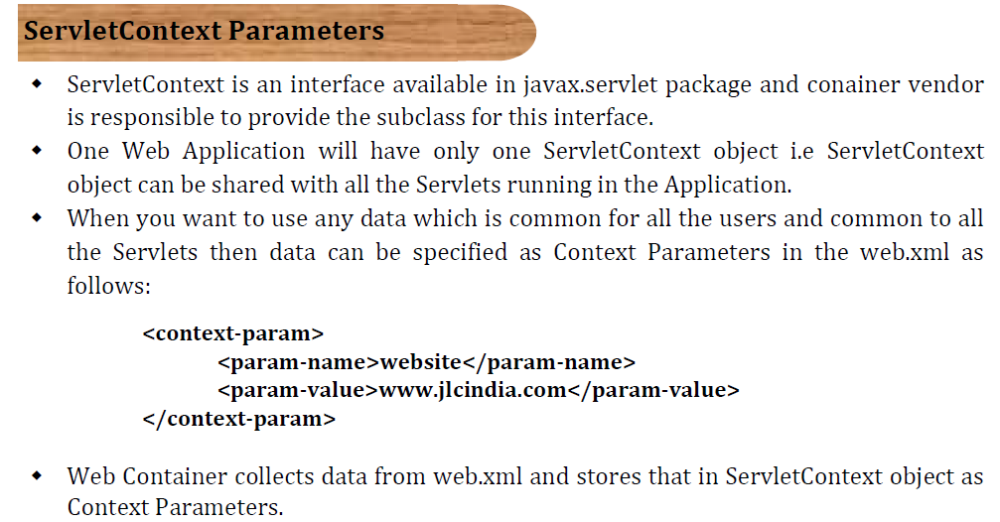 ServletContext Parameters
◆ ServletContext is an interface available in javax.servlet package and conainer vendor
is responsible to provide the subclass for this interface.
◆ One Web Application will have only one ServletContext object i.e ServletContext
object can be shared with all the Servlets running in the Application.
◆ When you want to use any data which is common for all the users and common to all
the Servlets then data can be specified as Context Parameters in the web.xml as
follows:
<context-param>
<param-name>website</param-name>
<param-value>www.jlcindia.com</param-value>
</context-param>
◆ Web Container collects data from web.xml and stores that in ServletContext object as
Context Parameters.